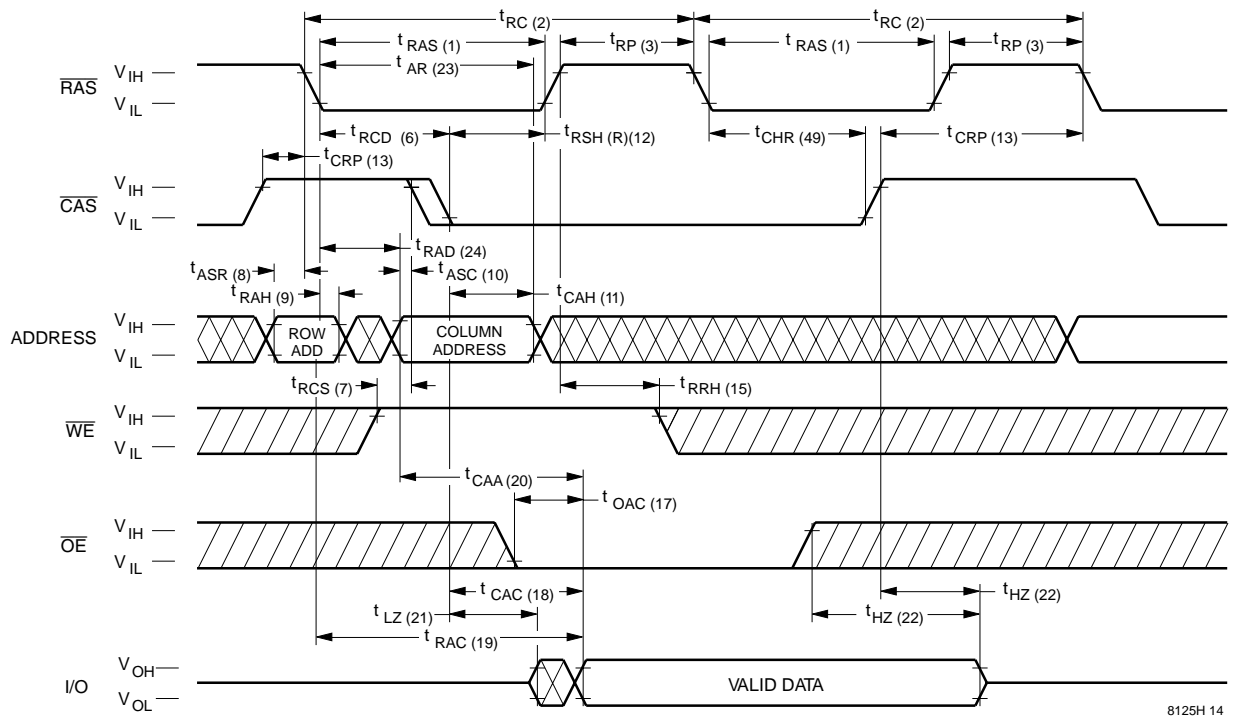 t RC (2) t RC (2)
t RAS (1) t RP (3) t RAS (1) t RP (3)
t AR (23)
RAS V IH
V IL
t RCD (6) t RSH (R)(12) t CHR (49) t CRP (13)
t CRP (13)
CAS V IH
V IL
t RAD (24)
t ASR (8) t ASC (10)
t RAH (9) t CAH (11)
ADDRESS V IH
V IL
ROW ADD
COLUMN ADDRESS
t RCS (7) t RRH (15)
WE V IH
V IL
t CAA (20)
t OAC (17)
OE V IH
V IL
t CAC (18) t HZ (22)
t LZ (21) t HZ (22)
t RAC (19)
I/O V OH
V OL
VALID DATA
8125H 14